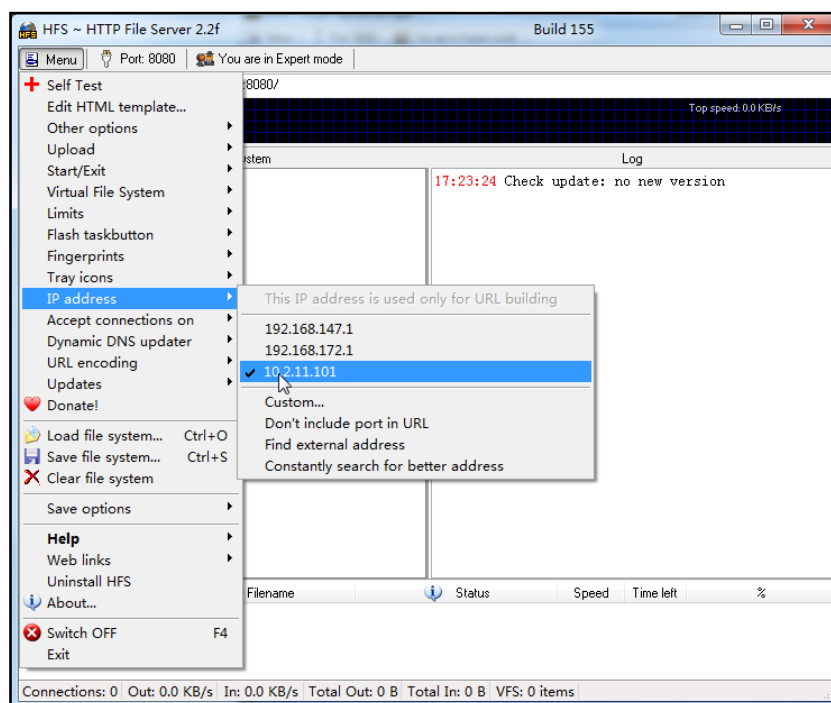 HFS ~ HTTP File Server 2.2f Build 155
Menu Port: 8080 You are in Expert mode
:8080/
Self Test
Edit HTML template...
Other options
Upload
Start/Exit
Virtual File System
Limits
Flash taskbutton
Fingerprints
Tray icons
IP address
Accept connections on
Dynamic DNS updater
URL encoding
Updates
Donate!
Load file system... Ctrl+O
Save file system... Ctrl+S
Clear file system
Save options
Help
Web links
Uninstall HFS
About...
Switch OFF F4
Exit
Top speed: 0.0 KB/s
Log
17:23:24 Check update: no new version
This IP address is used only for URL building
192.168.147.1
192.168.172.1
10.2.11.101
Custom...
Don't include port in URL
Find external address
Constantly search for better address
Filename Status Speed Time left %
Connections: 0 Out: 0.0 KB/s In: 0.0 KB/s Total Out: 0 B Total In: 0 B VFS: 0 items